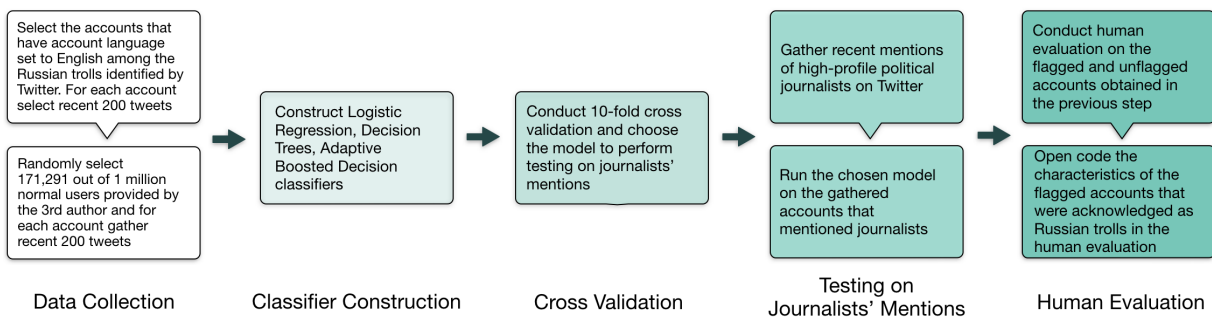 Select the accounts that
have account language
set to English among the
Russian trolls identified by
Twitter. For each account
select recent 200 tweets
Randomly select
171,291 out of 1 million
normal users provided by
the 3rd author and for
each account gather
recent 200 tweets
Data Collection
Construct Logistic
Regression, Decision
Trees, Adaptive
Boosted Decision
classifiers
Classifier Construction
Conduct 10-fold cross
validation and choose
the model to perform
testing on journalists’
mentions
Cross Validation
Gather recent mentions
of high-profile political
journalists on Twitter
Run the chosen model
on the gathered
accounts that
mentioned journalists
Testing on
Journalists’ Mentions
Conduct human
evaluation on the
flagged and unflagged
accounts obtained in
the previous step
Open code the
characteristics of the
flagged accounts that
were acknowledged as
Russian trolls in the
human evaluation
Human Evaluation